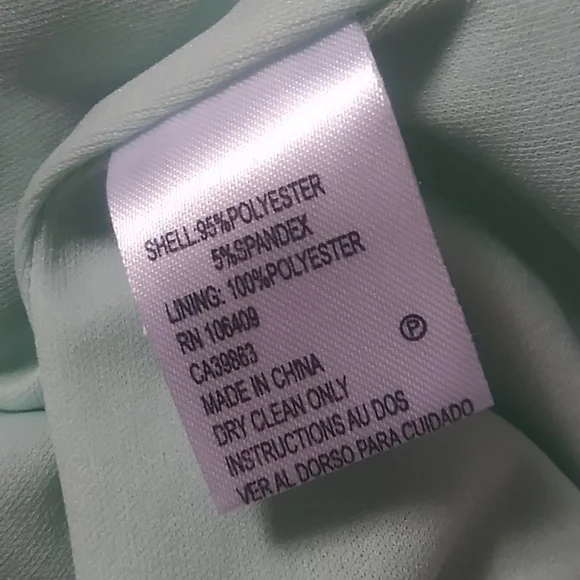 SHELL:95%POLYESTER
5%SPANDEX
LINING: 100%POLYESTER
RN 106409
CA39863
MADE IN CHINA
Ⓟ
DRY CLEAN ONLY
INSTRUCTIONS AU DOS
VER AL DORSO PARA CUIDADO